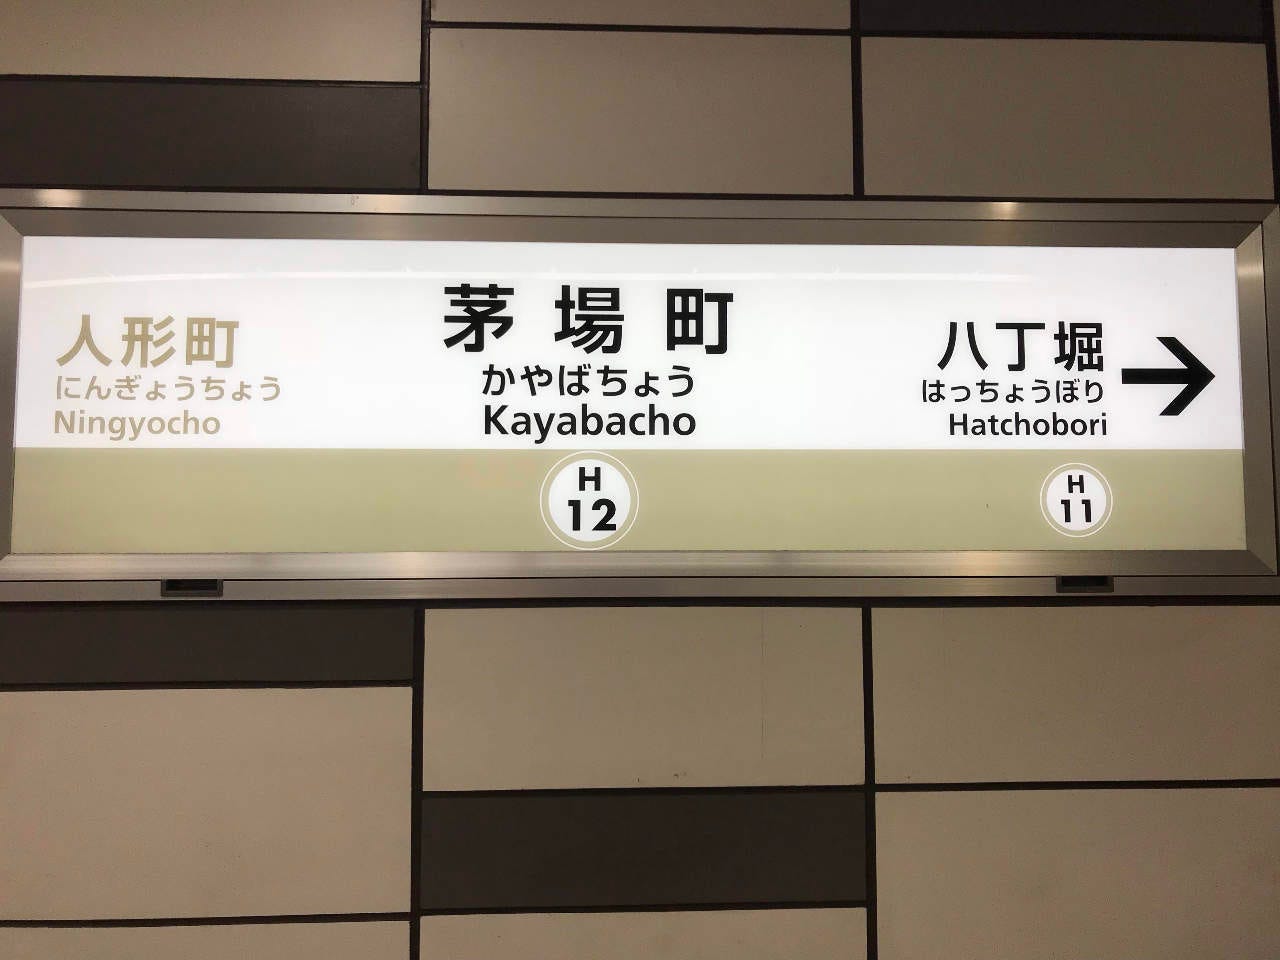 人形町
にんぎょうちょう
Ningyocho
茅場町
かやばちょう
Kayabacho
H
12
八丁堀
はっちょうぼり
Hatchobori
→
H
11